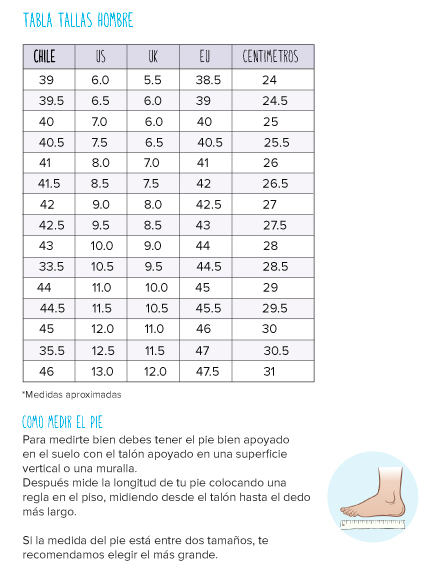 TABLA TALLAS HOMBRE
CHILE US UK EU CENTIMETROS
39 6.0 5.5 38.5 24
39.5 6.5 6.0 39 24.5
40 7.0 6.0 40 25
40.5 7.5 6.5 40.5 25.5
41 8.0 7.0 41 26
41.5 8.5 7.5 42 26.5
42 9.0 8.0 42.5 27
42.5 9.5 8.5 43 27.5
43 10.0 9.0 44 28
33.5 10.5 9.5 44.5 28.5
44 11.0 10.0 45 29
44.5 11.5 10.5 45.5 29.5
45 12.0 11.0 46 30
35.5 12.5 11.5 47 30.5
46 13.0 12.0 47.5 31
*Medidas aproximadas
COMO MEDIR EL PIE
Para medirte bien debes tener el pie bien apoyado
en el suelo con el talón apoyado en una superficie
vertical o una muralla.
Después mide la longitud de tu pie colocando una
regla en el piso, midiendo desde el talón hasta el dedo
más largo.
Si la medida del pie está entre dos tamaños, te
recomendamos elegir el más grande.